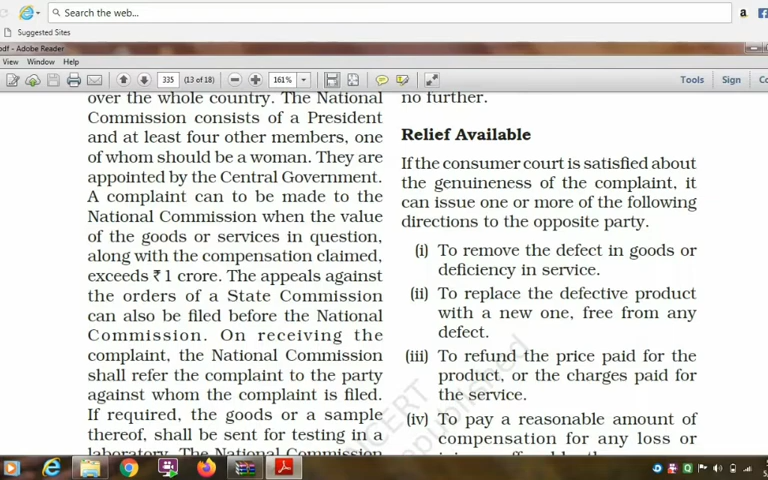 Search the web...
a
Suggested Sites
pdf - Adobe Reader
View Window Help
335 (13 of 18) 161% Tools Sign
over the whole country. The National
Commission consists of a President
and at least four other members, one
of whom should be a woman. They are
appointed by the Central Government.
A complaint can to be made to the
National Commission when the value
of the goods or services in question,
along with the compensation claimed,
exceeds ₹ 1 crore. The appeals against
the orders of a State Commission
can also be filed before the National
Commission. On receiving the
complaint, the National Commission
shall refer the complaint to the party
against whom the complaint is filed.
If required, the goods or a sample
thereof, shall be sent for testing in a
laboratory. The National Commission
no further.
Relief Available
If the consumer court is satisfied about
the genuineness of the complaint, it
can issue one or more of the following
directions to the opposite party.
(i) To remove the defect in goods or
deficiency in service.
(ii) To replace the defective product
with a new one, free from any
defect.
(iii) To refund the price paid for the
product, or the charges paid for
the service.
(iv) To pay a reasonable amount of
compensation for any loss or
NCERT
republished